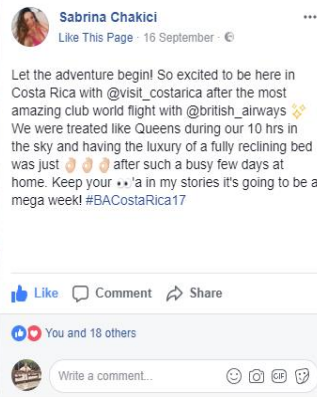 Sabrina Chakici
Like This Page · 16 September ·
Let the adventure begin! So excited to be here in
Costa Rica with @visit_costarica after the most
amazing club world flight with @british_airways ✨
We were treated like Queens during our 10 hrs in
the sky and having the luxury of a fully reclining bed
was just 👌🏻👌🏻👌🏻 after such a busy few days at
home. Keep your 👀'a in my stories it's going to be a
mega week! #BACostaRica17
Like Comment Share
You and 18 others
Write a comment...
GIF